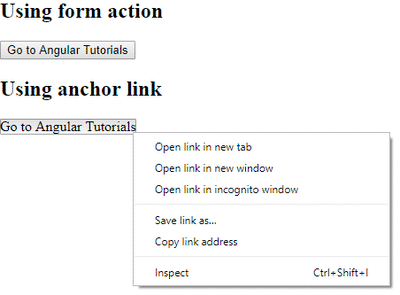 Using form action
Go to Angular Tutorials
Using anchor link
Go to Angular Tutorials
Open link in new tab
Open link in new window
Open link in incognito window
Save link as...
Copy link address
Inspect Ctrl+Shift+I